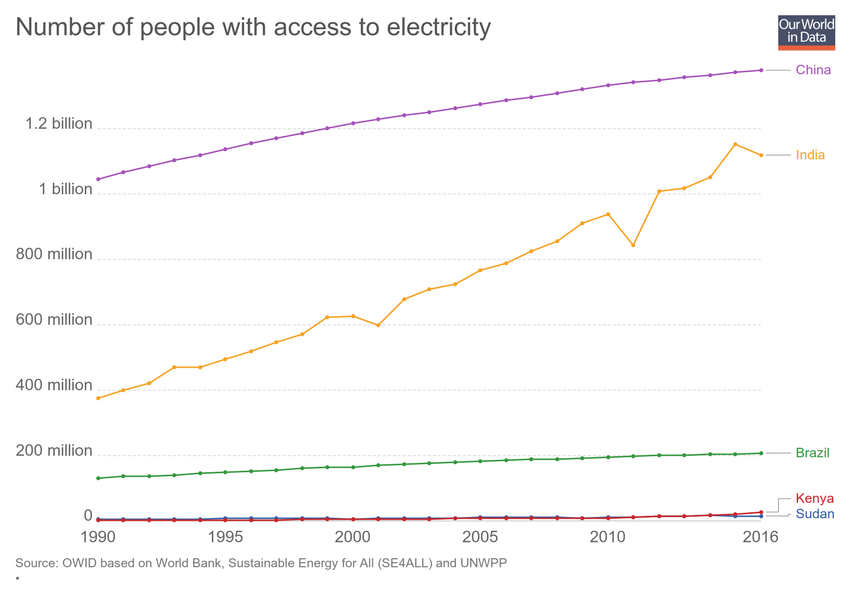 Number of people with access to electricity
Our World
in Data
China
1.2 billion
India
1 billion
800 million
600 million
400 million
200 million
Brazil
Kenya
0
Sudan
1990
1995
2000
2005
2010
2016
Source: OWID based on World Bank, Sustainable Energy for All (SE4ALL) and UNWPP
•